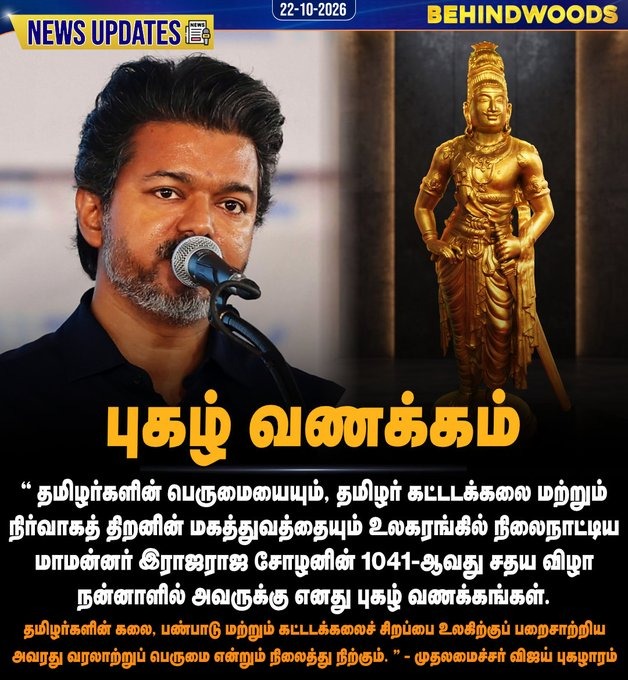 22-10-2026
BEHINDWOODS
NEWS UPDATES
NEWS
புகழ் வணக்கம்
“ தமிழர்களின் பெருமையையும், தமிழர் கட்டடக்கலை மற்றும்
நிர்வாகத் திறனின் மகத்துவத்தையும் உலகரங்கில் நிலைநாட்டிய
மாமன்னர் இராஜராஜ சோழனின் 1041-ஆவது சதய விழா
நன்னாளில் அவருக்கு எனது புகழ் வணக்கங்கள்.
தமிழர்களின் கலை, பண்பாடு மற்றும் கட்டடக்கலைச் சிறப்பை உலகிற்குப் பறைசாற்றிய
அவரது வரலாற்றுப் பெருமை என்றும் நிலைத்து நிற்கும். ” - முதலமைச்சர் விஜய் புகழாரம்